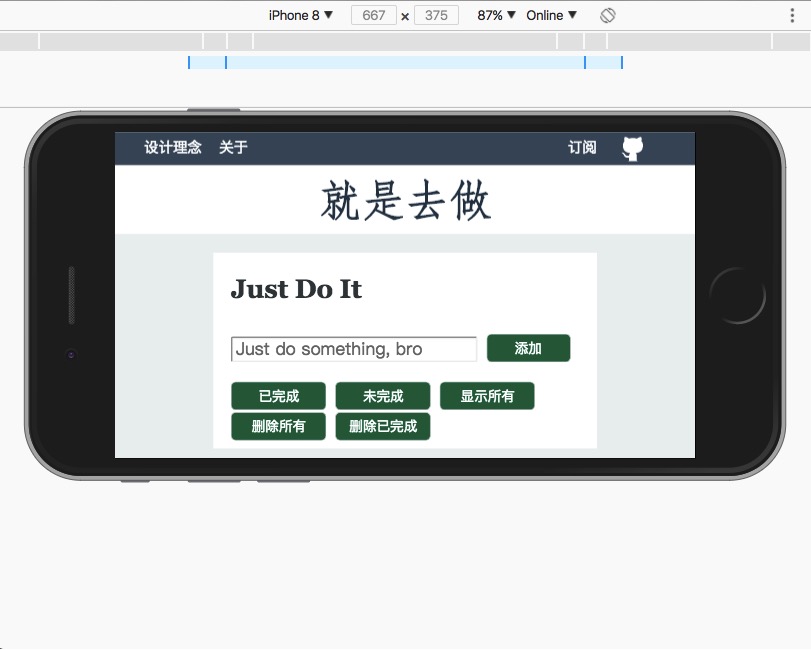 iPhone 8 ▼ 667 × 375 87% ▼ Online ▼
设计理念 关于 订阅
就是去做
Just Do It
Just do something, bro 添加
已完成 未完成 显示所有
删除所有 删除已完成